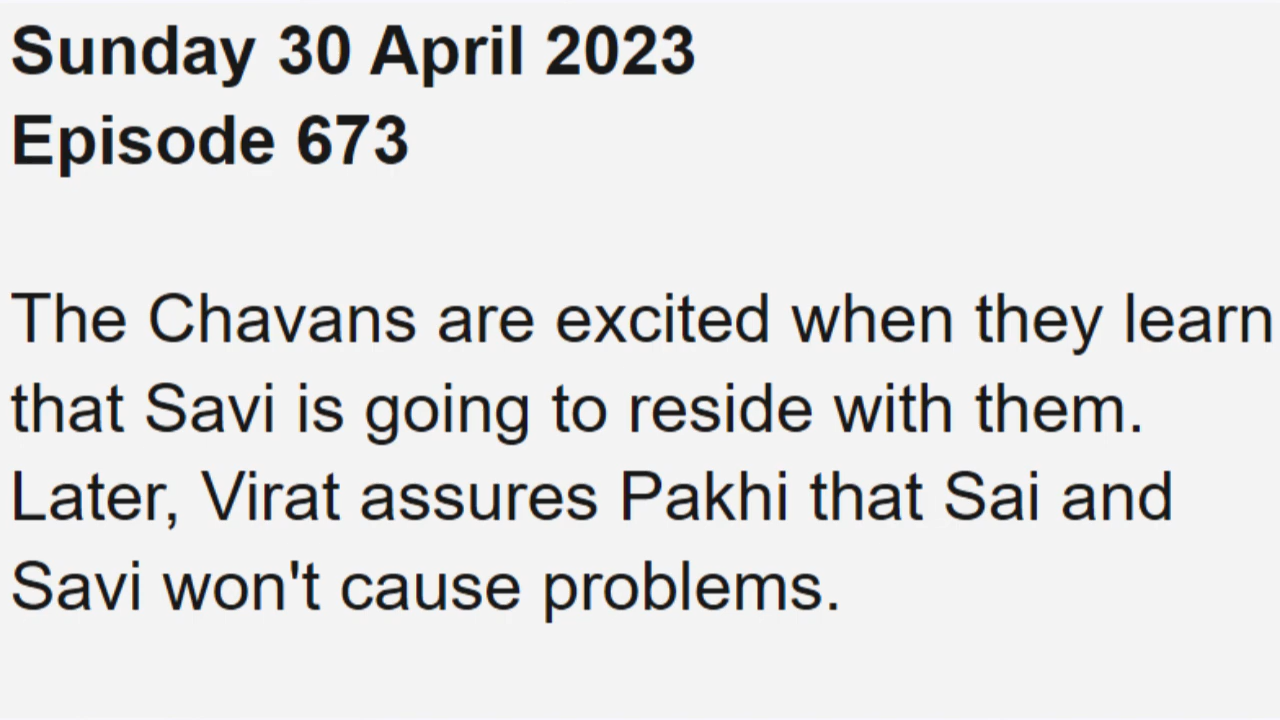 Sunday 30 April 2023
Episode 673
The Chavans are excited when they learn
that Savi is going to reside with them.
Later, Virat assures Pakhi that Sai and
Savi won't cause problems.